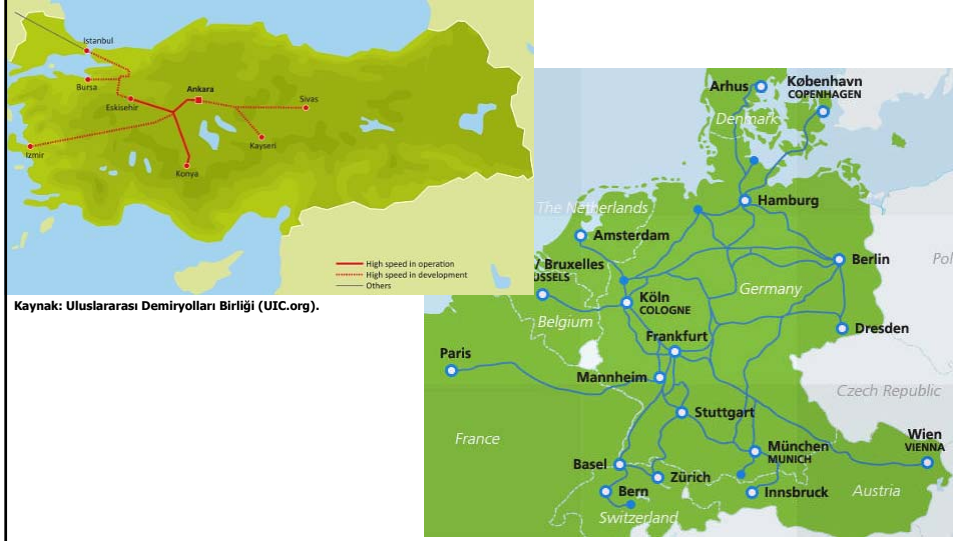 Istanbul
Bursa
Eskisehir
Ankara
Sivas
Kayseri
Konya
Izmir
High speed in operation
High speed in development
Others
Kaynak: Uluslararası Demiryolları Birliği (UIC.org).
Arhus
København
COPENHAGEN
Denmark
Hamburg
The Netherlands
Amsterdam
Berlin
/ Bruxelles
Germany
Köln
COLOGNE
Belgium
Dresden
Frankfurt
Paris
Mannheim
Czech Republic
Stuttgart
France
Wien
VIENNA
München
MUNICH
Basel
Zürich
Bern
Innsbruck
Austria
Switzerland